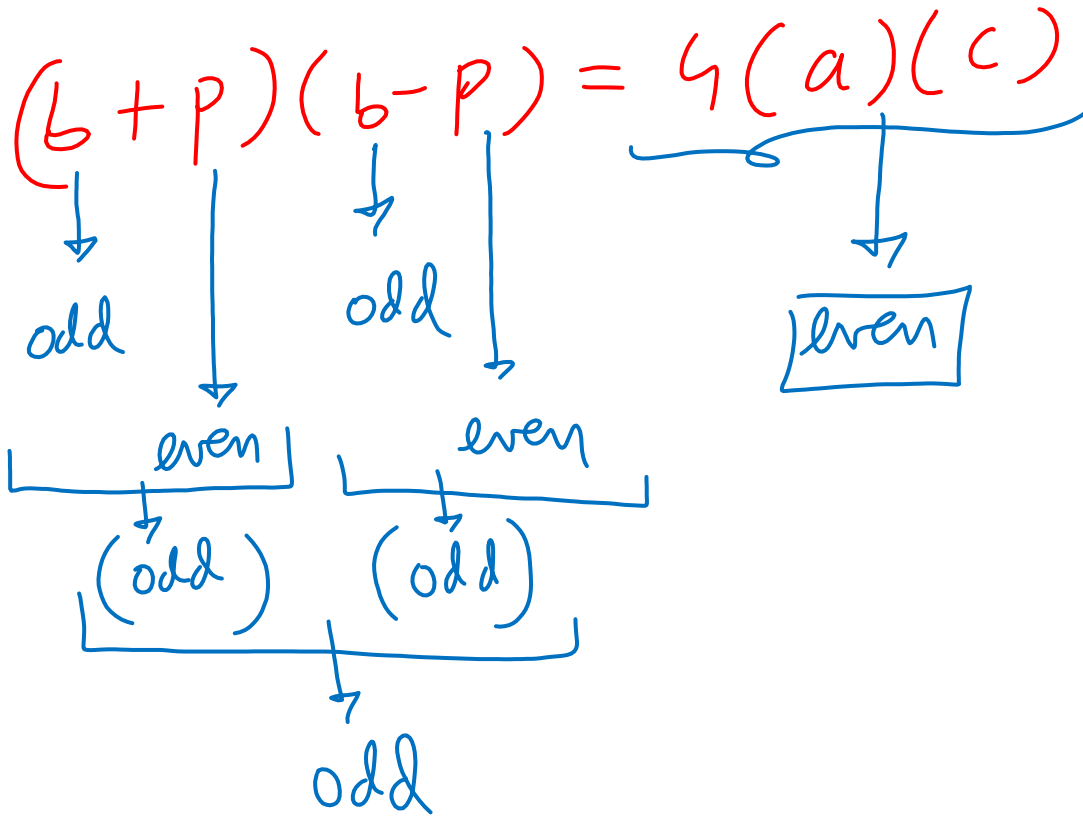 (b + p)(b - p) = 4(a)(c)
odd odd even
even even
(odd) (odd)
odd